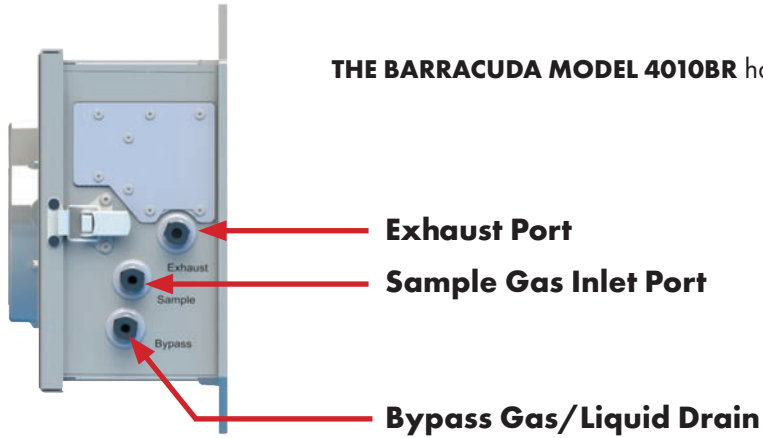 THE BARRACUDA MODEL 4010BR
Exhaust Port
Exhaust
Sample Gas Inlet Port
Sample
Bypass
Bypass Gas/Liquid Drain